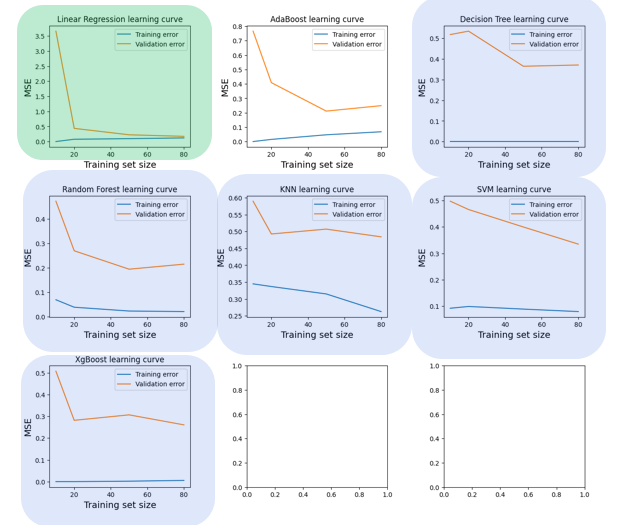 Linear Regression learning curve
Training error
Validation error
MSE
3.5
3.0
2.5
2.0
1.5
1.0
0.5
0.0
20 40 60 80
Training set size
AdaBoost learning curve
Training error
Validation error
MSE
0.8
0.7
0.6
0.5
0.4
0.3
0.2
0.1
0.0
20 40 60 80
Training set size
Decision Tree learning curve
Training error
Validation error
MSE
0.5
0.4
0.3
0.2
0.1
0.0
20 40 60 80
Training set size
Random Forest learning curve
Training error
Validation error
MSE
0.4
0.3
0.2
0.1
0.0
20 40 60 80
Training set size
KNN learning curve
Training error
Validation error
MSE
0.60
0.55
0.50
0.45
0.40
0.35
0.30
0.25
20 40 60 80
Training set size
SVM learning curve
Training error
Validation error
MSE
0.5
0.4
0.3
0.2
0.1
20 40 60 80
Training set size
XgBoost learning curve
Training error
Validation error
MSE
0.5
0.4
0.3
0.2
0.1
0.0
20 40 60 80
Training set size
1.0
0.8
0.6
0.4
0.2
0.0
0.0 0.2 0.4 0.6 0.8 1.0
1.0
0.8
0.6
0.4
0.2
0.0
0.0 0.2 0.4 0.6 0.8 1.0